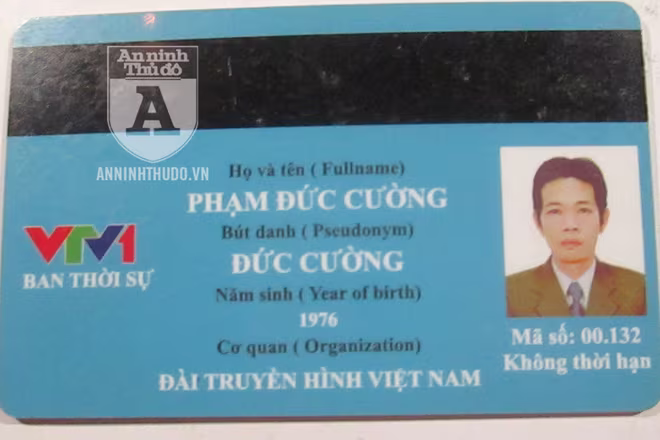 An ninh
Thủ đô
A
ANNINHTHUDO.VN
Họ và tên ( Fullname)
PHẠM ĐỨC CƯỜNG
Bút danh ( Pseudonym)
ĐỨC CƯỜNG
Năm sinh ( Year of birth)
1976
Cơ quan ( Organization)
ĐÀI TRUYỀN HÌNH VIỆT NAM
VTV1
BAN THỜI SỰ
Mã số: 00.132
Không thời hạn